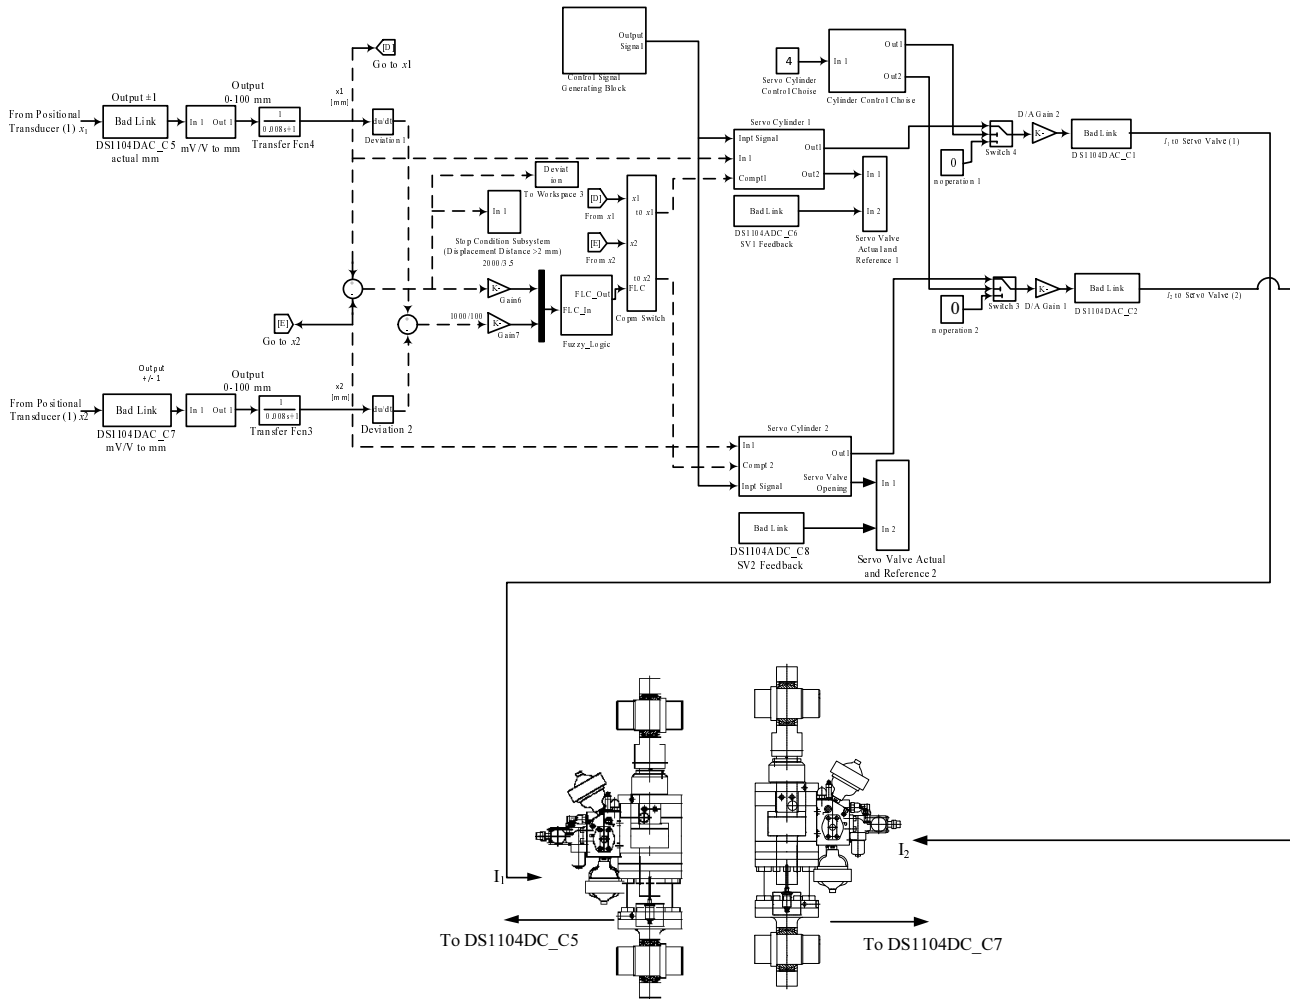 [D]
Go to x1
x1
[mm]
Output ±1
Output
0-100 mm
From Positional
Transducer (1) x1
Bad Link
In 1 Out 1
1
0.008s+1
DS1104DAC_C5
actual mm
mV/V to mm
Transfer Fcn4
du/dt
Deviation 1
Output
Signal
Control Signal
Generating Block
4
Servo Cylinder
Control Choise
In 1
Out1
Out2
Cylinder Control Choise
Servo Cylinder 1
Inpt Signal
In 1
Compt1
Out1
Out2
Bad Link
DS1104ADC_C6
SV1 Feedback
In 1
In 2
Servo Valve
Actual and
Reference 1
Switch 4
0
n operation 1
D/A Gain 2
K-
Bad Link
DS1104DAC_C1
I1 to Servo Valve (1)
Deviat
ion
To Workspace 3
In 1
Stop Condition Subsystem
(Displacement Distance >2 mm)
2000/3.5
[D]
From x1
[E]
From x2
x1
to x1
x2
to x2
FLC
Copm Switch
K-
Gain6
1000/100
K-
Gain7
FLC_Out
FLC_In
Fuzzy_Logic
+
-
+
-
[E]
Go to x2
Switch 3
0
n operation 2
K-
D/A Gain 1
Bad Link
DS1104DAC_C2
I2 to Servo Valve (2)
Output
+/- 1
Output
0-100 mm
x2
[mm]
From Positional
Transducer (1) x2
Bad Link
In 1 Out 1
1
0.008s+1
DS1104DAC_C7
mV/V to mm
Transfer Fcn3
du/dt
Deviation 2
Servo Cylinder 2
In1
Compt 2
Inpt Signal
Out1
Servo Valve
Opening
Bad Link
DS1104ADC_C8
SV2 Feedback
In 1
In 2
Servo Valve Actual
and Reference 2
I1
I2
To DS1104DC_C5
To DS1104DC_C7